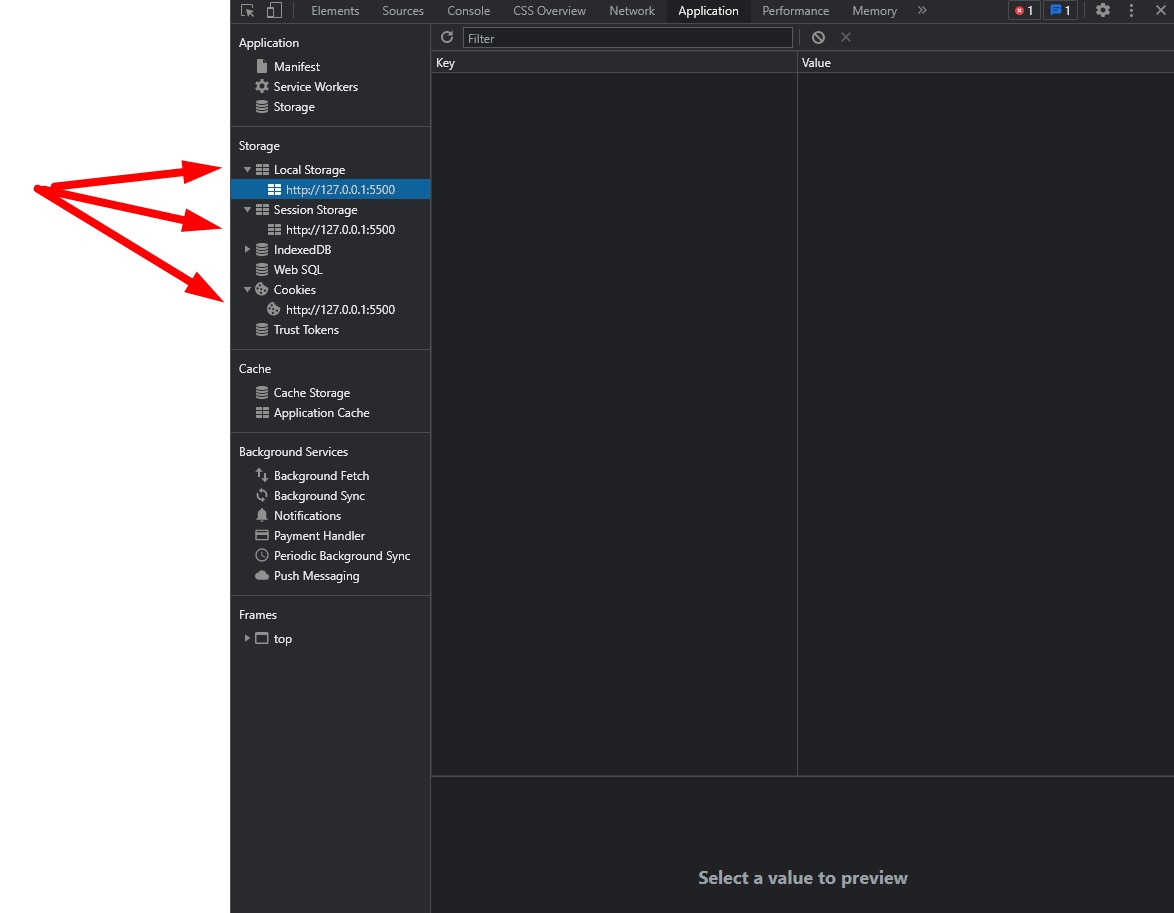 Elements Sources Console CSS Overview Network Application Performance Memory » 1 1
Application
Manifest
Service Workers
Storage
Storage
Local Storage
http://127.0.0.1:5500
Session Storage
http://127.0.0.1:5500
IndexedDB
Web SQL
Cookies
http://127.0.0.1:5500
Trust Tokens
Cache
Cache Storage
Application Cache
Background Services
Background Fetch
Background Sync
Notifications
Payment Handler
Periodic Background Sync
Push Messaging
Frames
top
Filter
Key Value
Select a value to preview